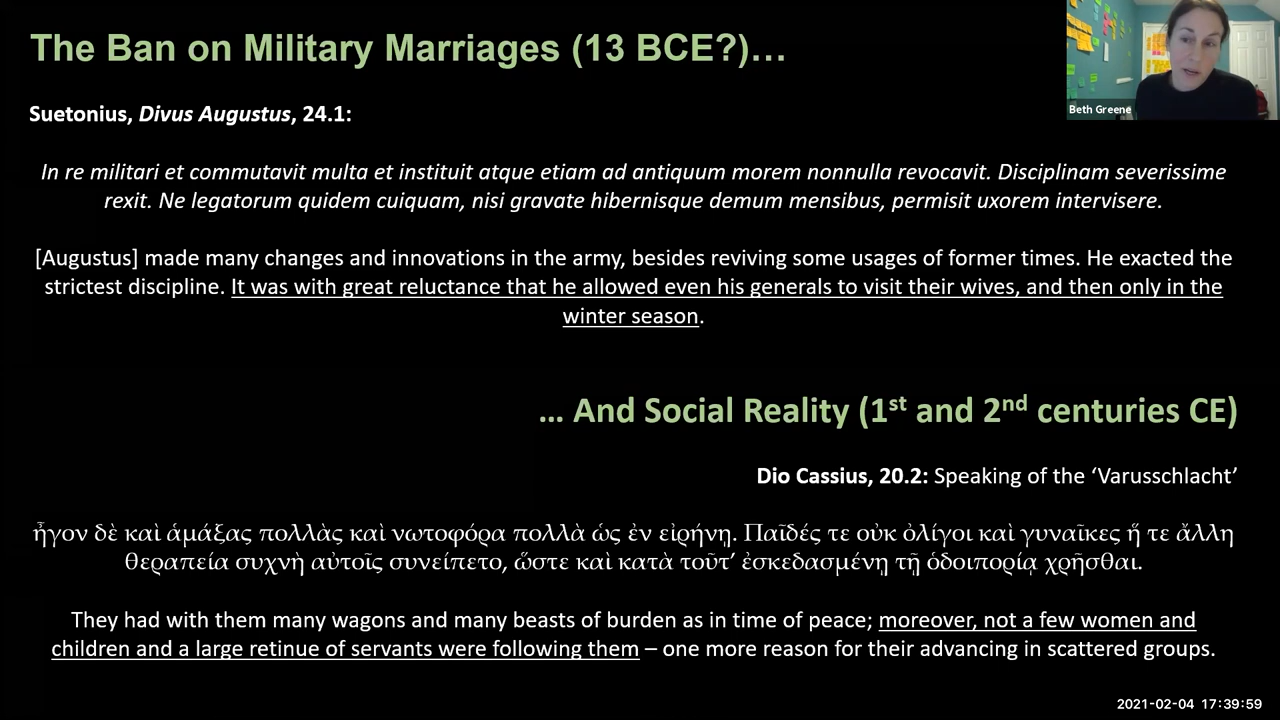 The Ban on Military Marriages (13 BCE?)…
Beth Greene
Suetonius, Divus Augustus, 24.1:
In re militari et commutavit multa et instituit atque etiam ad antiquum morem nonnulla revocavit. Disciplinam severissime
rexit. Ne legatorum quidem cuiquam, nisi gravate hibernisque demum mensibus, permisit uxorem intervisere.
[Augustus] made many changes and innovations in the army, besides reviving some usages of former times. He exacted the
strictest discipline. It was with great reluctance that he allowed even his generals to visit their wives, and then only in the
winter season.
… And Social Reality (1st and 2nd centuries CE)
Dio Cassius, 20.2: Speaking of the ‘Varusschlacht’
ἦγον δὲ καὶ ἁμάξας πολλὰς καὶ νωτοφόρα πολλὰ ὡς ἐν εἰρήνῃ. Παῖδές τε οὐκ ὀλίγοι καὶ γυναῖκες ἥ τε ἄλλη
θεραπεία συχνὴ αὐτοῖς συνείπετο, ὥστε καὶ κατὰ τοῦτ’ ἐσκεδασμένῃ τῇ ὁδοιπορίᾳ χρῆσθαι.
They had with them many wagons and many beasts of burden as in time of peace; moreover, not a few women and
children and a large retinue of servants were following them – one more reason for their advancing in scattered groups.
2021-02-04 17:39:59